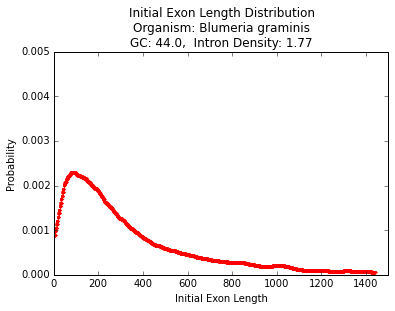 Initial Exon Length Distribution
Organism: Blumeria graminis
GC: 44.0,  Intron Density: 1.77
0.005
0.004
0.003
0.002
0.001
0.000
Probability
0 200 400 600 800 1000 1200 1400
Initial Exon Length